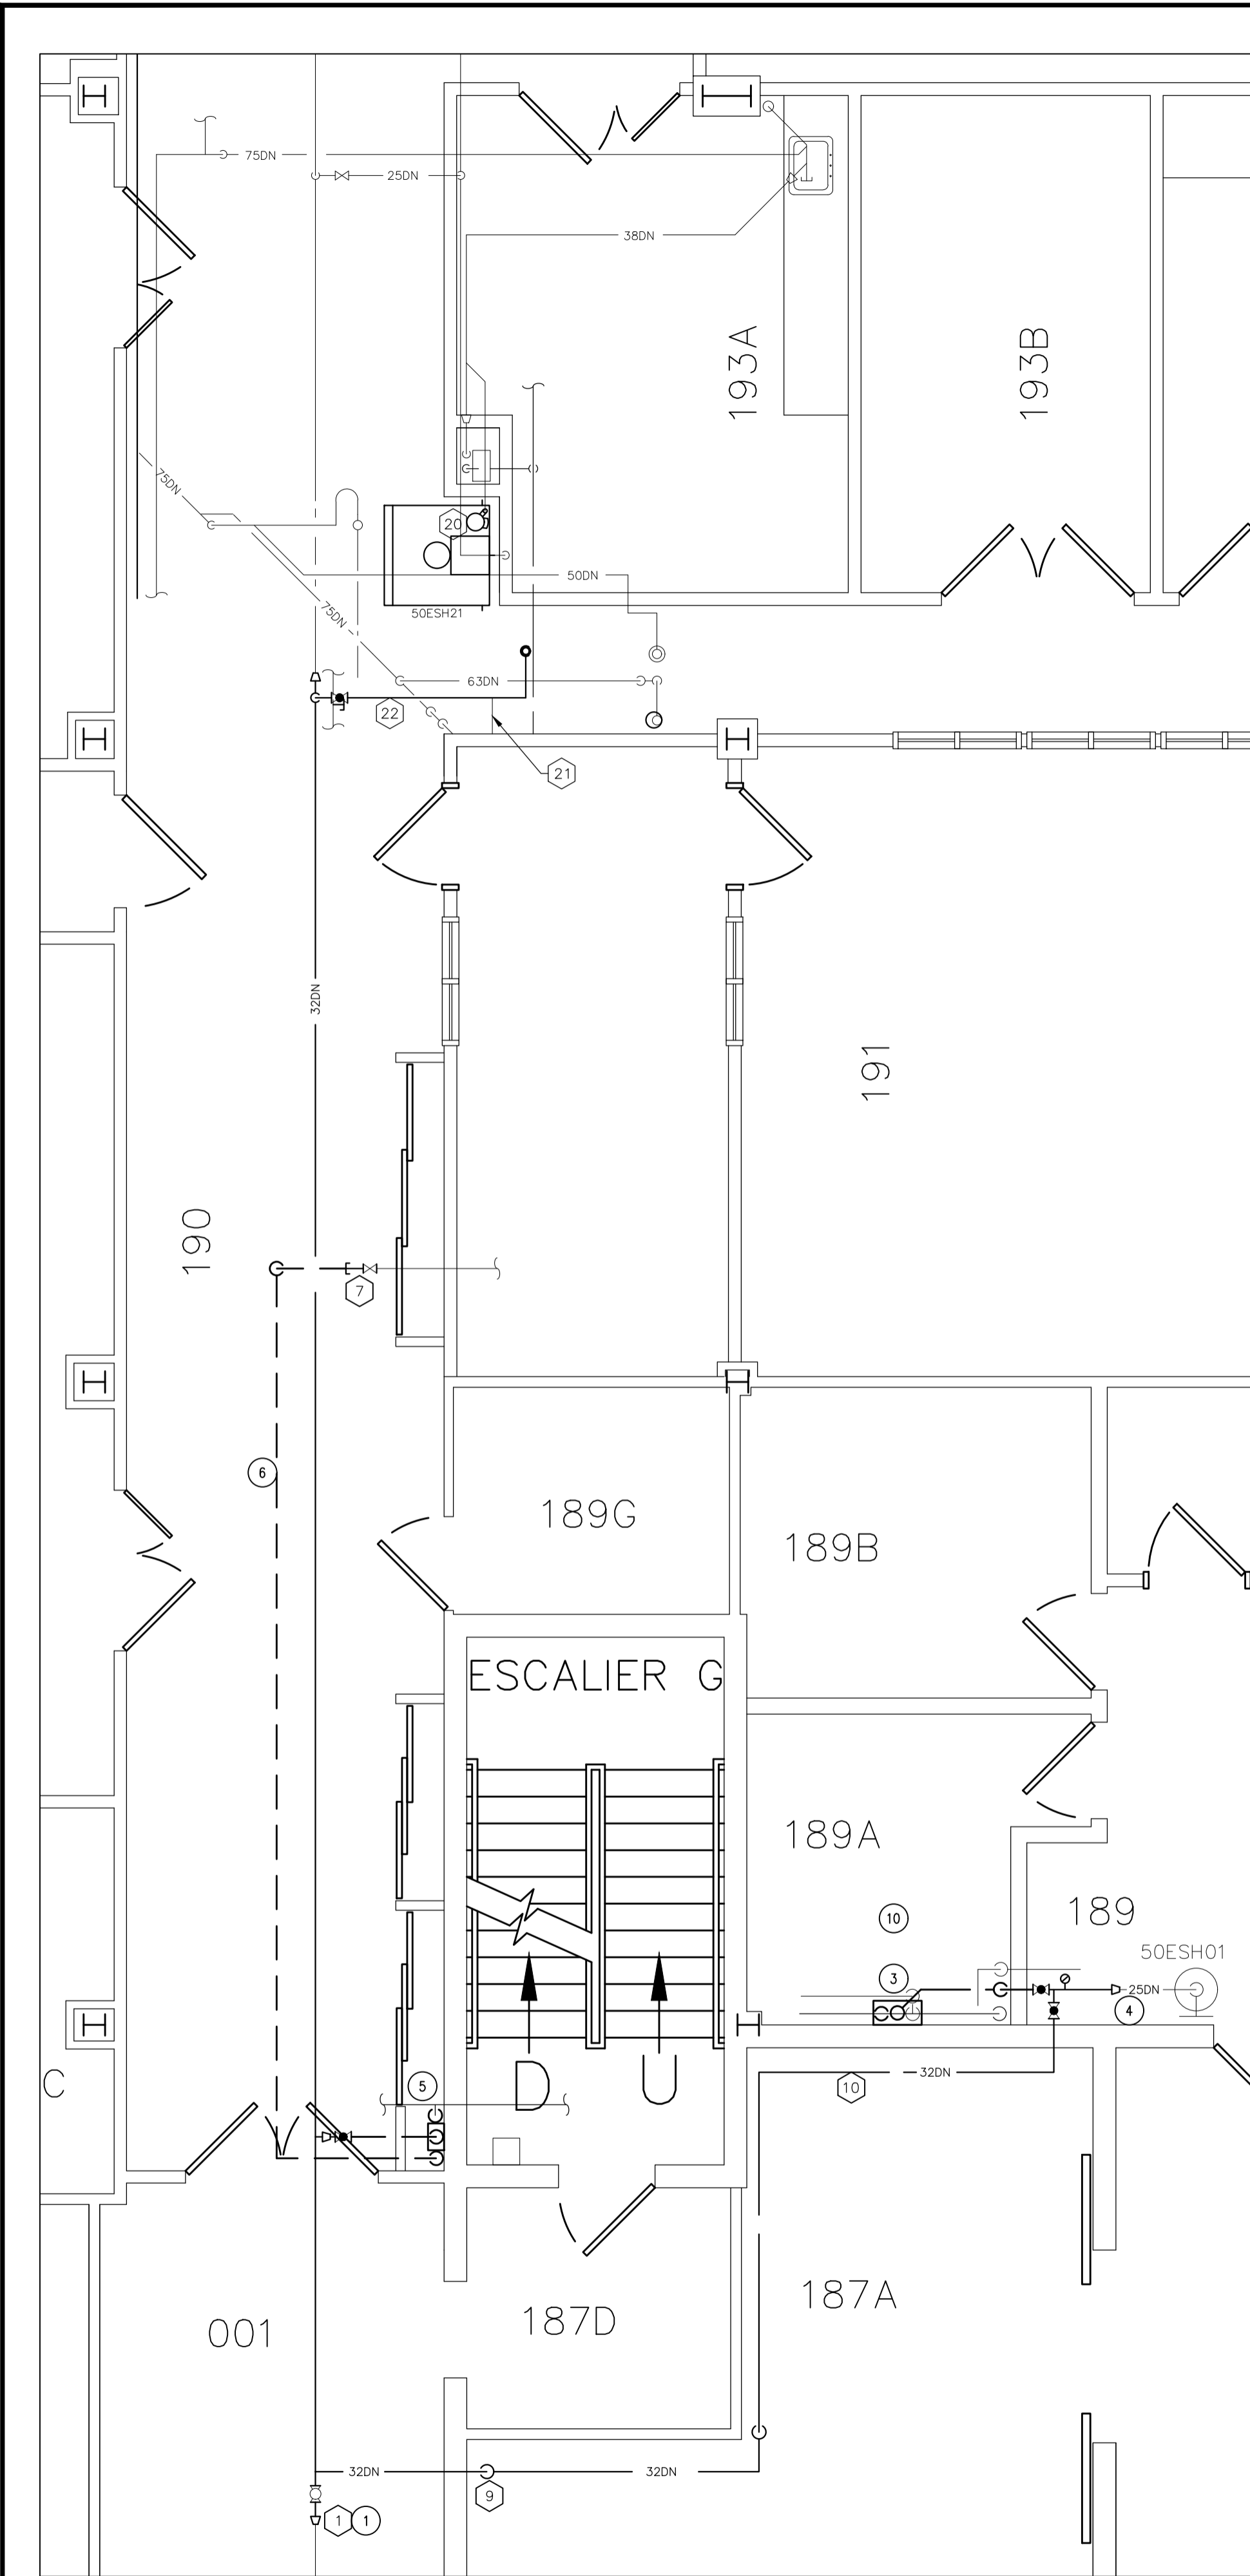 75DN
25DN
38DN
193A
193B
75DN
20
50DN
50ESH21
75DN
63DN
22
21
32DN
191
190
7
6
189G
189B
ESCALIER G
189A
10
189
3
50ESH01
25DN
4
C
5
D
U
10
32DN
187A
001
187D
32DN
32DN
9
1
1